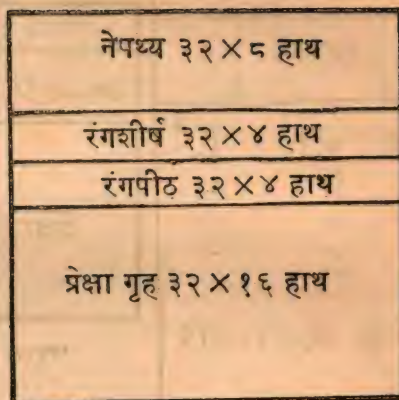 नेपथ्य ३२×८ हाथ
रंगशीर्ष ३२×४ हाथ
रंगपीठ ३२×४ हाथ
प्रेक्षा गृह ३२×१६ हाथ